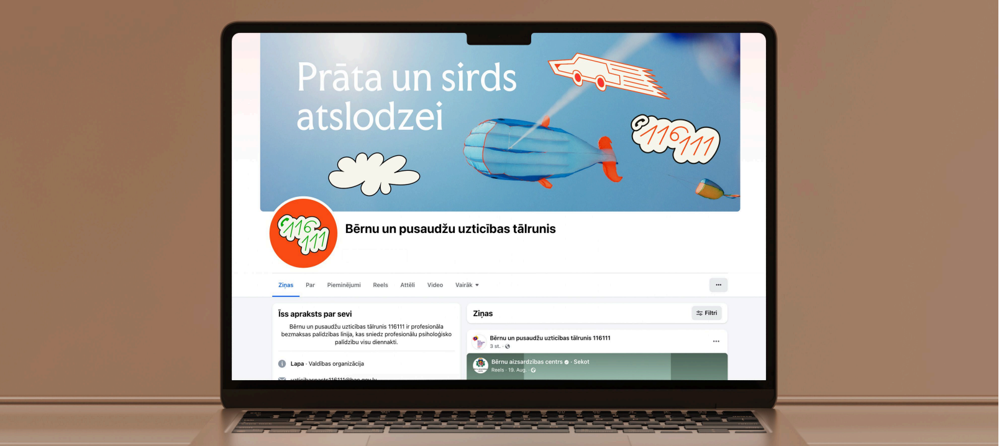 Prāta un sirds
atslodzei
116111
116
111
Bērnu un pusaudžu uzticības tālrunis
Ziņas Par Pieminējumi Reels Attēli Video Vairāk
Īss apraksts par sevi
Bērnu un pusaudžu uzticības tālrunis 116111 ir profesionāla
bezmaksas palīdzības līnija, kas sniedz profesionālu psiholoģisko
palīdzību visu diennakti.
Lapa · Valdības organizācija
Ziņas
Filtri
Bērnu un pusaudžu uzticības tālrunis 116111
3 st. ·
Bērnu aizsardzības centrs · Sekot
Reels · 19. Aug. ·